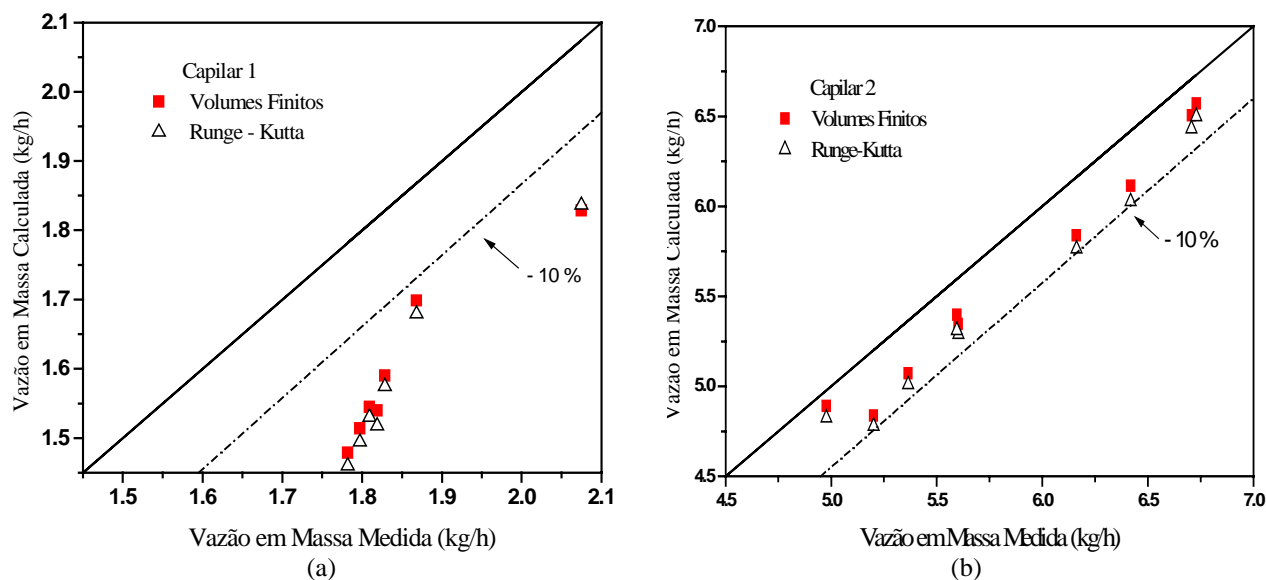 2.1
2.0
1.9
1.8
1.7
1.6
1.5
Vazão em Massa Calculada (kg/h)
Capilar 1
Volumes Finitos
Runge - Kutta
- 10 %
1.5
1.6
1.7
1.8
1.9
2.0
2.1
Vazão em Massa Medida (kg/h)
(a)
7.0
6.5
6.0
5.5
5.0
4.5
Vazao em Massa Calculada (kg/h)
Capilar 2
Volumes Finitos
Runge-Kutta
- 10%
4.5
5.0
5.5
6.0
6.5
7.0
Vazão em Massa Medida (kg/h)
(b)